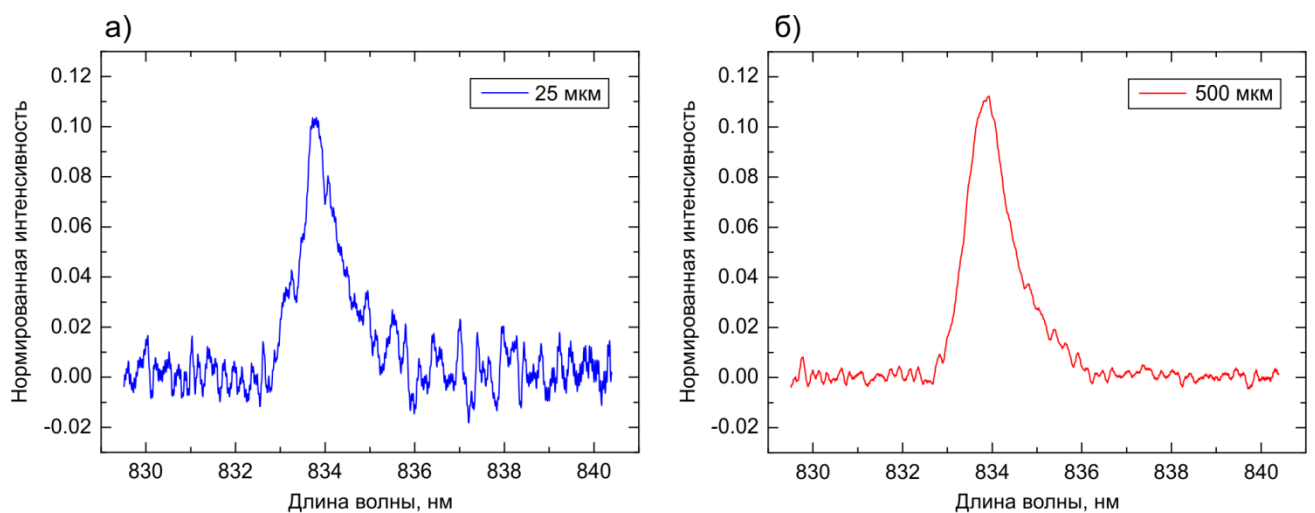 а)
25 мкм
0.12
0.10
0.08
0.06
0.04
0.02
0.00
-0.02
Нормированная интенсивность
830 832 834 836 838 840
Длина волны, нм
б)
500 мкм
0.12
0.10
0.08
0.06
0.04
0.02
0.00
-0.02
Нормированная интенсивность
830 832 834 836 838 840
Длина волны, нм